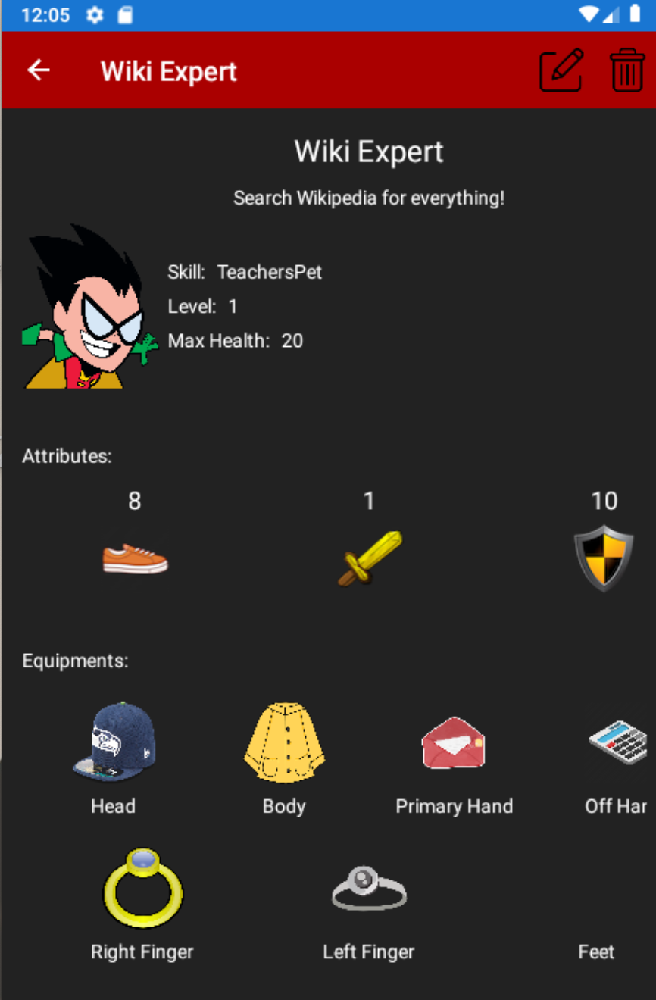 12:05
Wiki Expert
Wiki Expert
Search Wikipedia for everything!
Skill: TeachersPet
Level: 1
Max Health: 20
Attributes:
8 1 10
Equipments:
Head Body Primary Hand Off Har
Right Finger Left Finger Feet